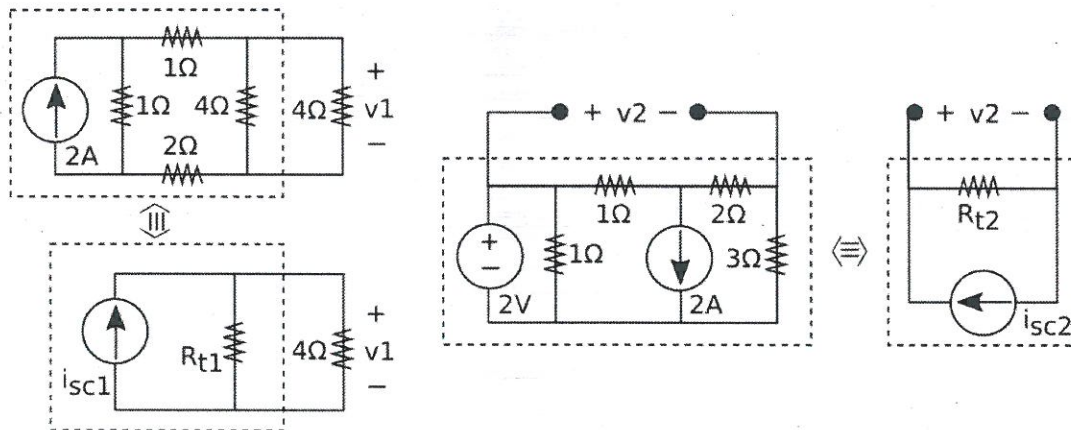 1Ω
1Ω 4Ω 4Ω + v1 −
2Ω
2A
i_sc1 R_t1 4Ω + v1 −
+ v2 −
1Ω 2Ω
+ − 1Ω 3Ω
2V 2A
+ v2 −
R_t2
i_sc2